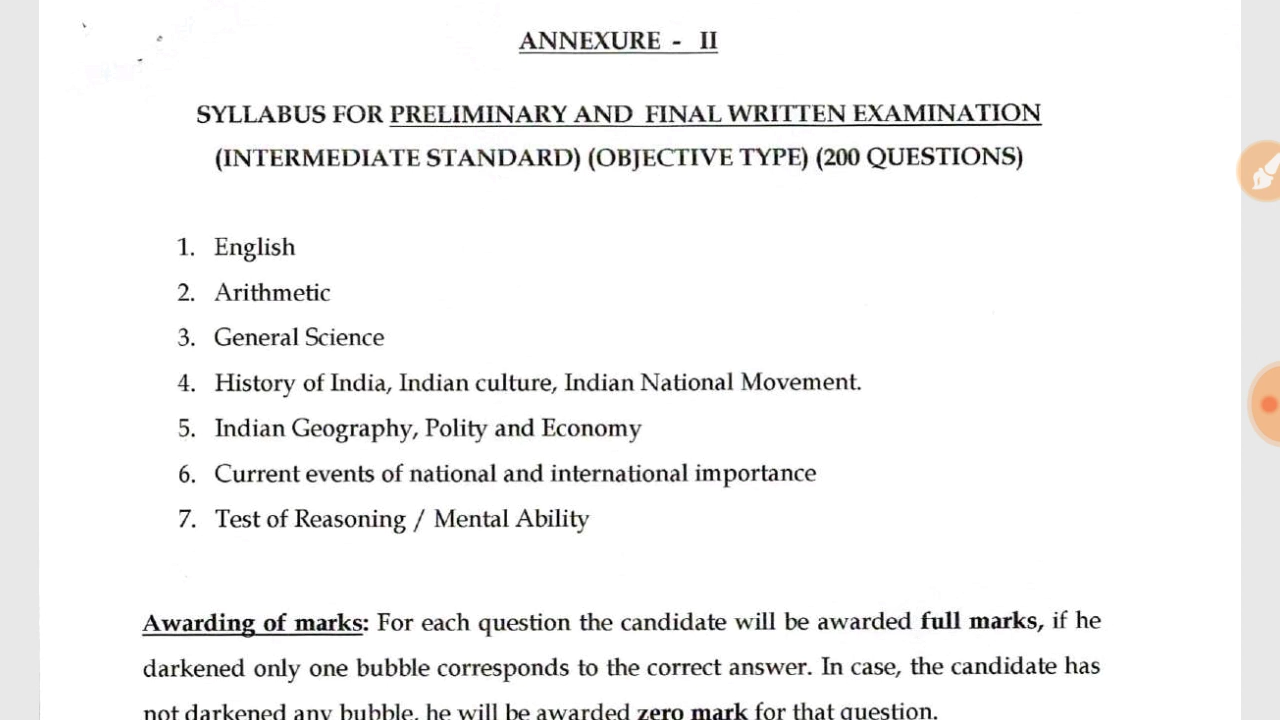 ANNEXURE - II
SYLLABUS FOR PRELIMINARY AND FINAL WRITTEN EXAMINATION
(INTERMEDIATE STANDARD) (OBJECTIVE TYPE) (200 QUESTIONS)
1. English
2. Arithmetic
3. General Science
4. History of India, Indian culture, Indian National Movement.
5. Indian Geography, Polity and Economy
6. Current events of national and international importance
7. Test of Reasoning / Mental Ability
Awarding of marks: For each question the candidate will be awarded full marks, if he
darkened only one bubble corresponds to the correct answer. In case, the candidate has
not darkened any bubble, he will be awarded zero mark for that question.